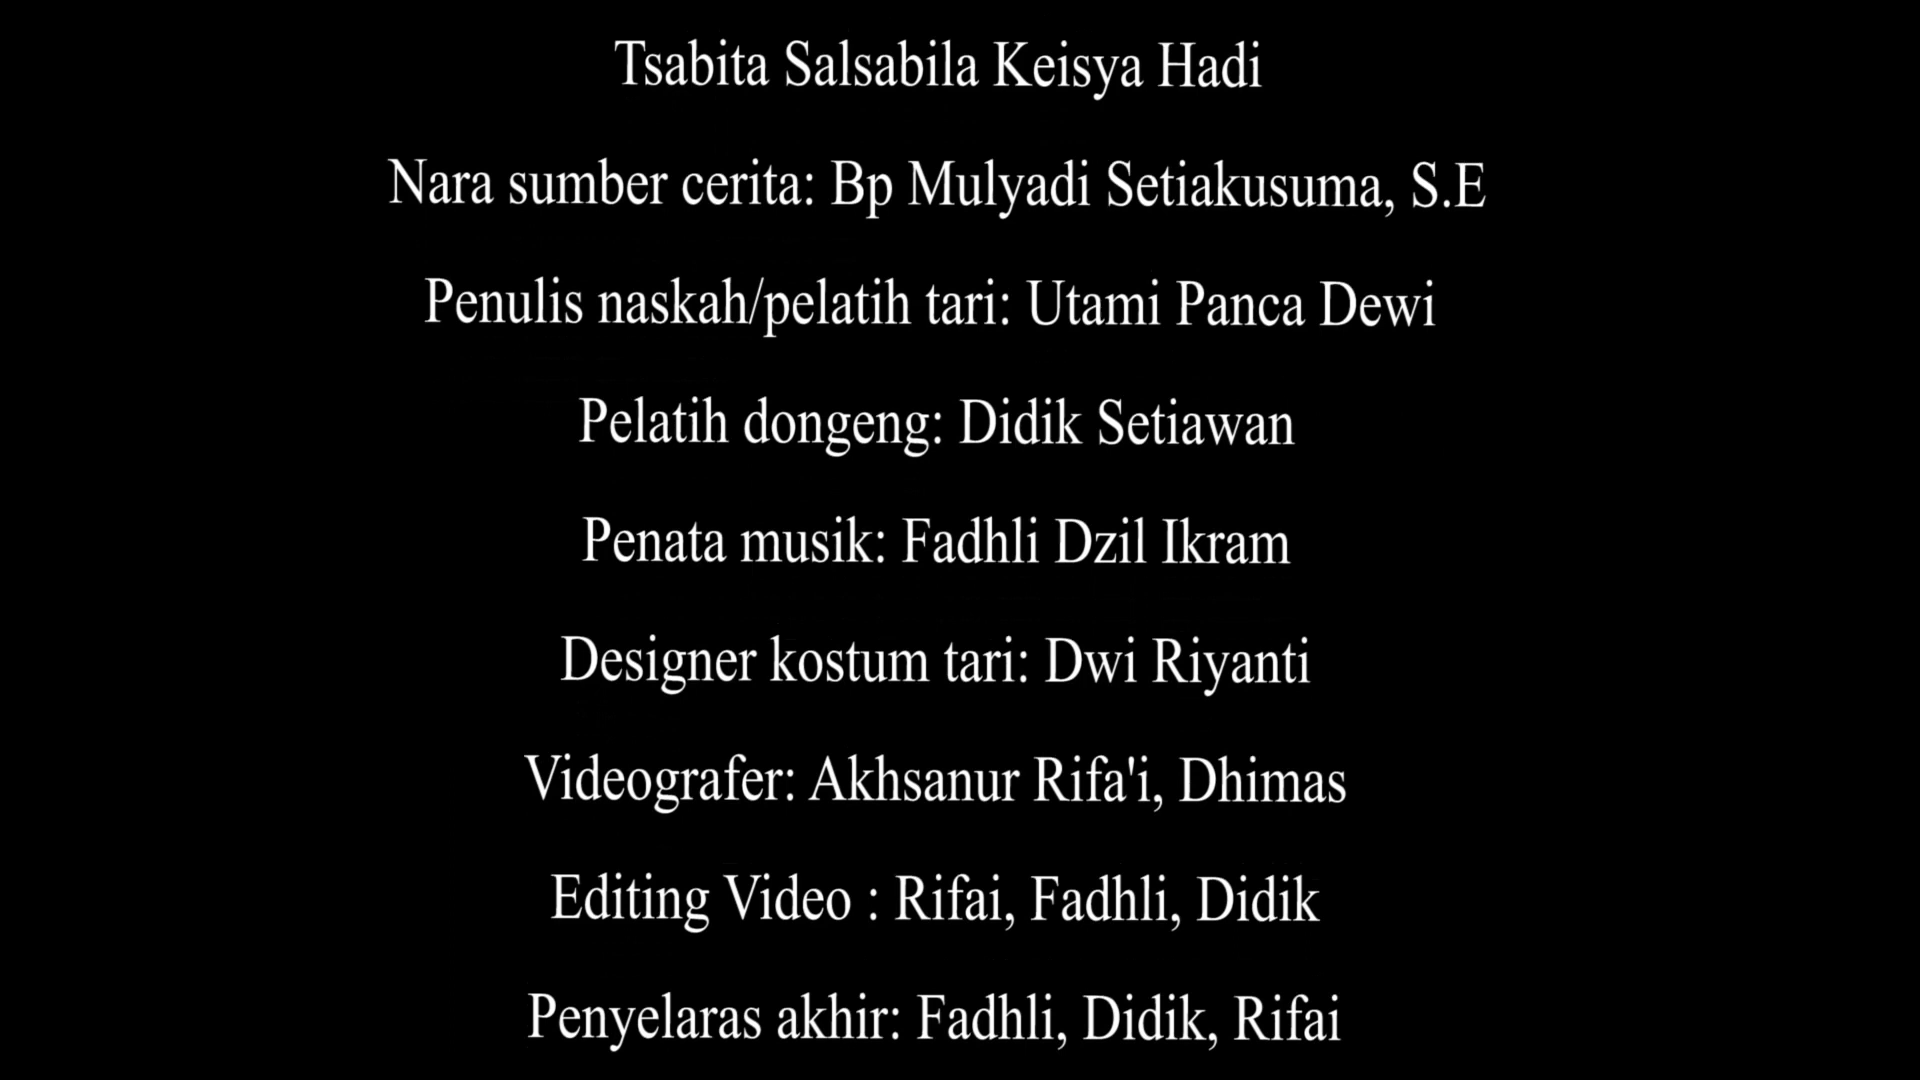 Tsabita Salsabila Keisya Hadi
Nara sumber cerita: Bp Mulyadi Setiakusuma, S.E
Penulis naskah/pelatih tari: Utami Panca Dewi
Pelatih dongeng: Didik Setiawan
Penata musik: Fadhli Dzil Ikram
Designer kostum tari: Dwi Riyanti
Videografer: Akhsanur Rifa'i, Dhimas
Editing Video : Rifai, Fadhli, Didik
Penyelaras akhir: Fadhli, Didik, Rifai